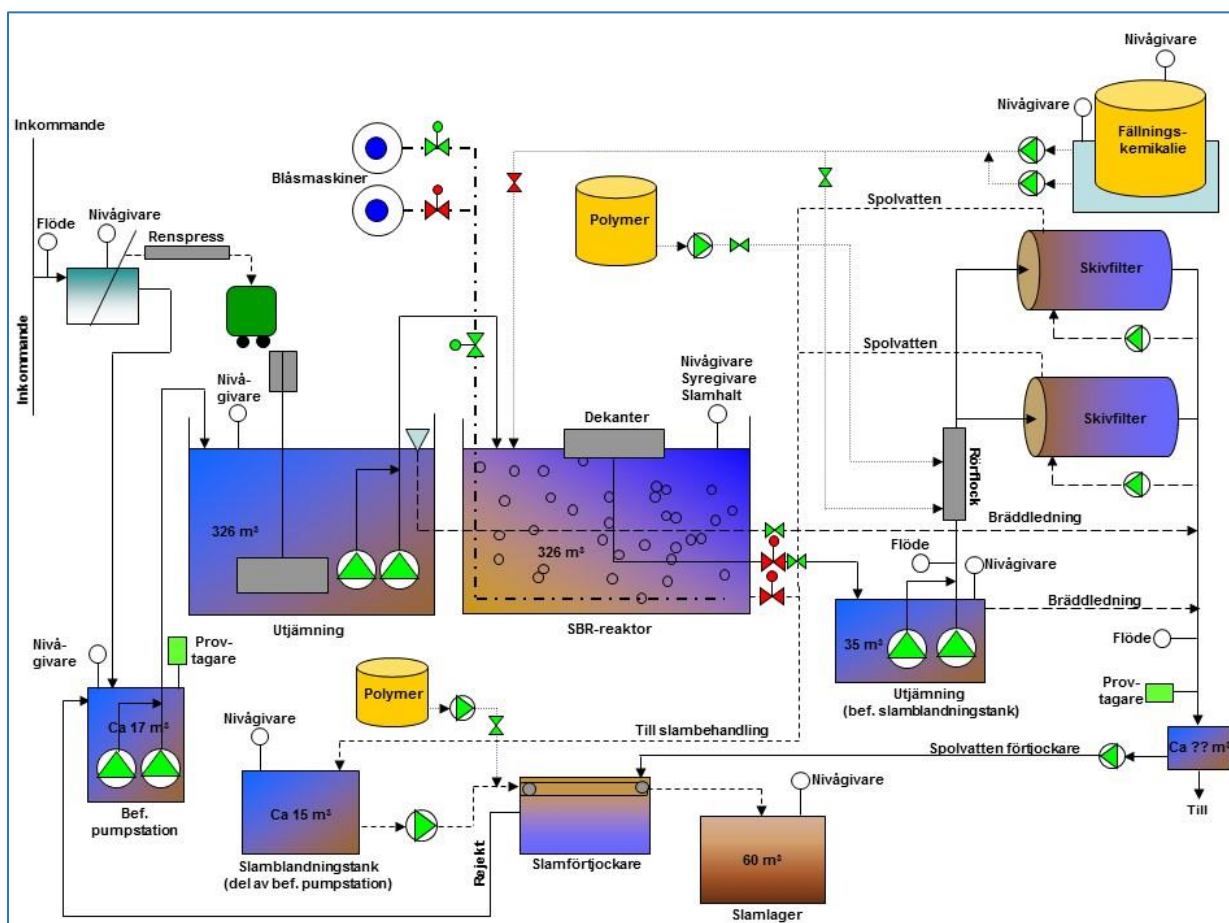 Nivågivare
Nivågivare
Fällnings-
kemikalie
Inkommande
Blåsmaskiner
Flöde
Nivågivare
Renspress
Polymer
Spolvatten
Skivfilter
Inkommande
Nivå-
givare
Nivågivare
Syregivare
Slamhalt
Spolvatten
Dekanter
Skivfilter
Rörflock
326 m³
326 m³
Bräddledning
Flöde
Nivågivare
Utjämning
SBR-reaktor
Bräddledning
35 m³
Flöde
Nivå-
givare
Prov-
tagare
Utjämning
(bef. slamblandningstank)
Prov-
tagare
Polymer
Ca 17 m³
Nivågivare
Till slambehandling
Spolvatten förtjockare
Ca ?? m³
Bef.
pumpstation
Ca 15 m³
Nivågivare
Till
Slamblandningstank
(del av bef. pumpstation)
Rejekt
Slamförtjockare
60 m³
Slamlager